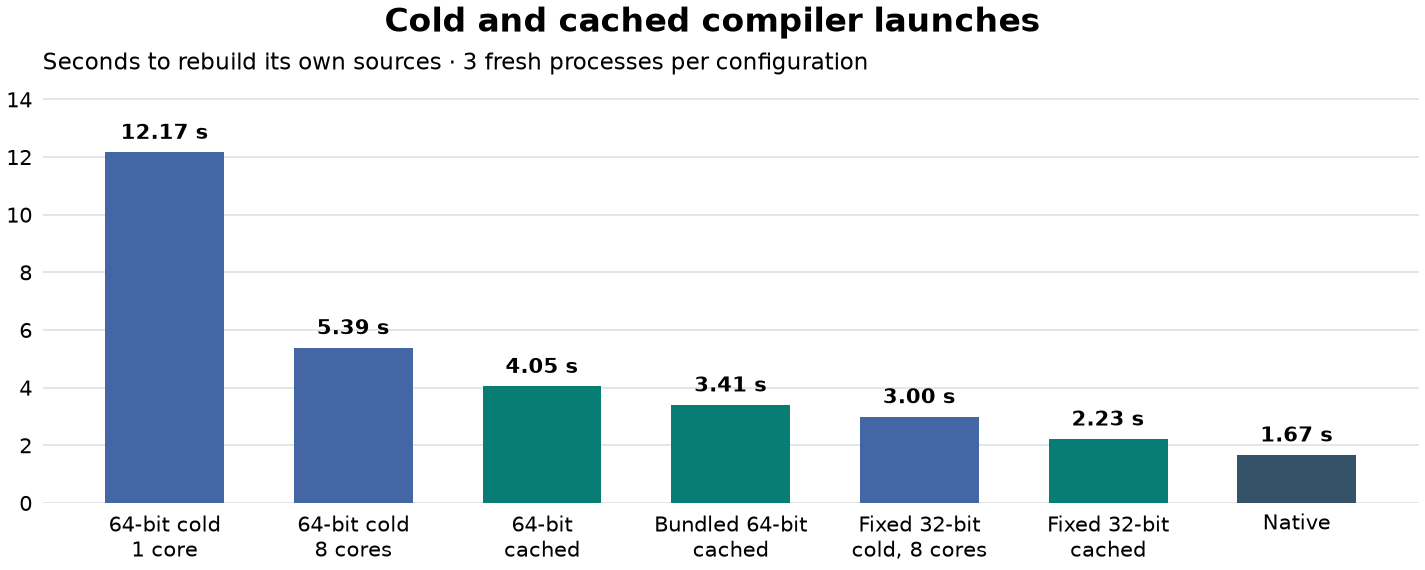 Cold and cached compiler launches
Seconds to rebuild its own sources · 3 fresh processes per configuration
14
12
10
8
6
4
2
0
12.17 s
5.39 s
4.05 s
3.41 s
3.00 s
2.23 s
1.67 s
64-bit cold
1 core
64-bit cold
8 cores
64-bit
cached
Bundled 64-bit
cached
Fixed 32-bit
cold, 8 cores
Fixed 32-bit
cached
Native